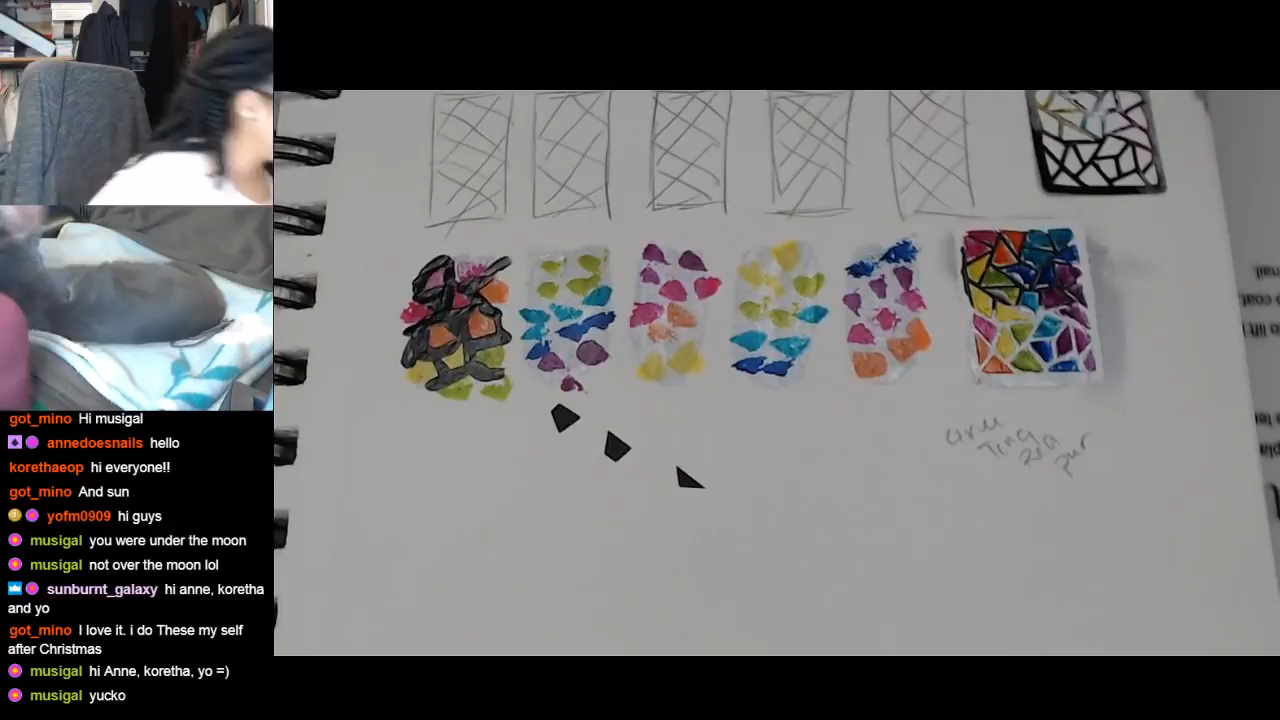 got_mino Hi musigal
annedoesnails hello
korethaeop hi everyone!!
got_mino And sun
yofm0909 hi guys
musigal you were under the moon
musigal not over the moon lol
sunburnt_galaxy hi anne, koretha
and yo
got_mino I love it. i do These my self
after Christmas
musigal hi Anne, koretha, yo =)
musigal yucko